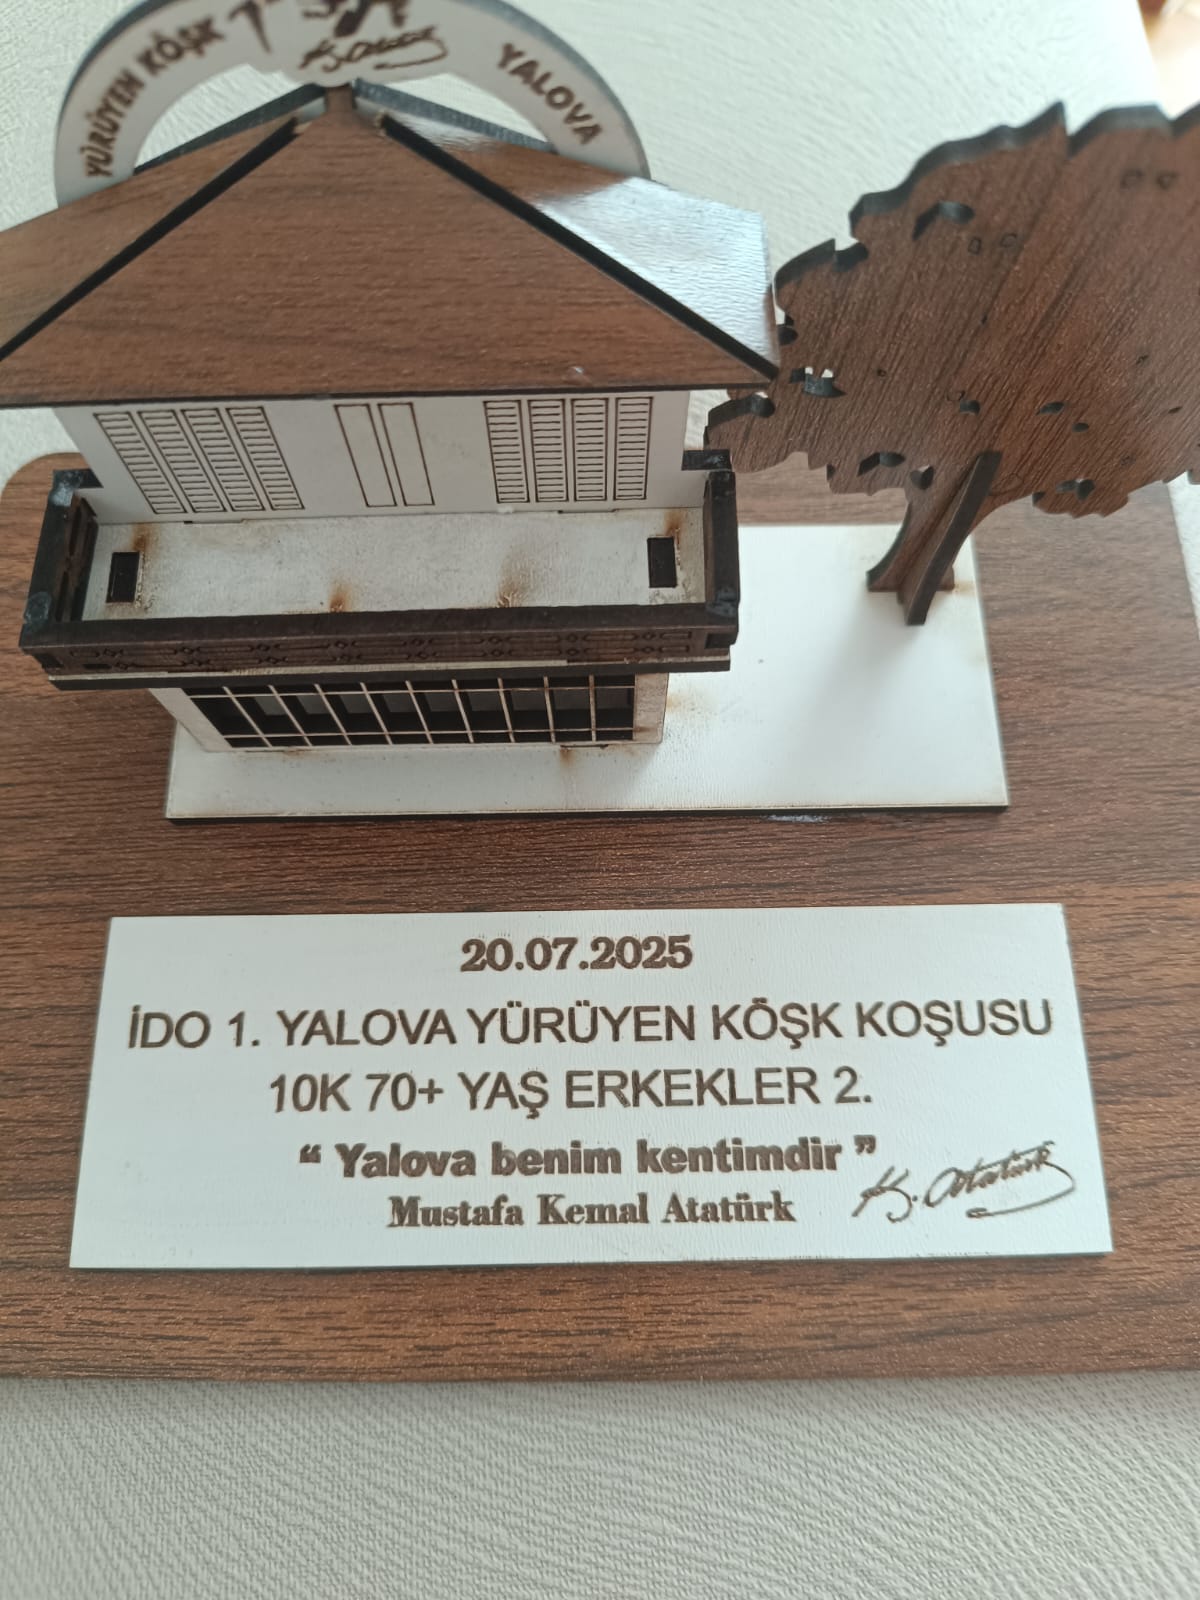 YÜRÜYEN KÖŞK
YALOVA
20.07.2025
İDO 1. YALOVA YÜRÜYEN KÖŞK KOŞUSU
10K 70+ YAŞ ERKEKLER 2.
“ Yalova benim kentimdir ”
Mustafa Kemal Atatürk
K. Atatürk